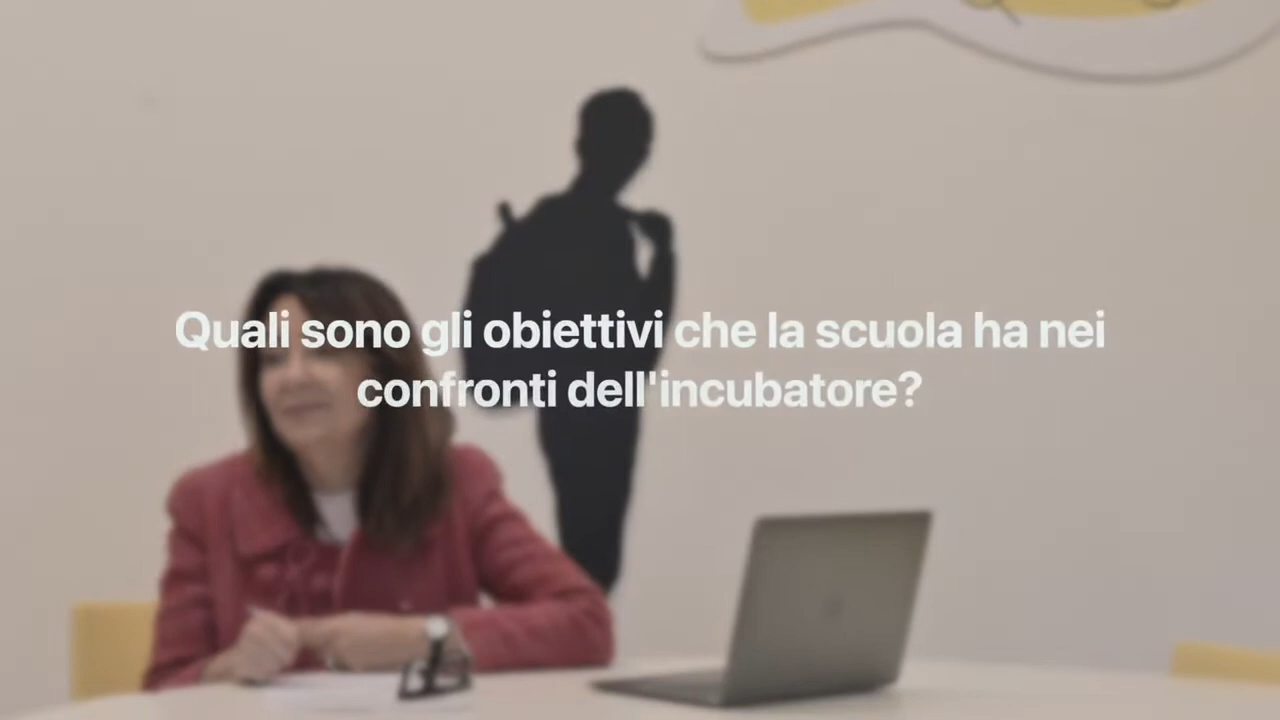 Quali sono gli obiettivi che la scuola ha nei
confronti dell'incubatore?